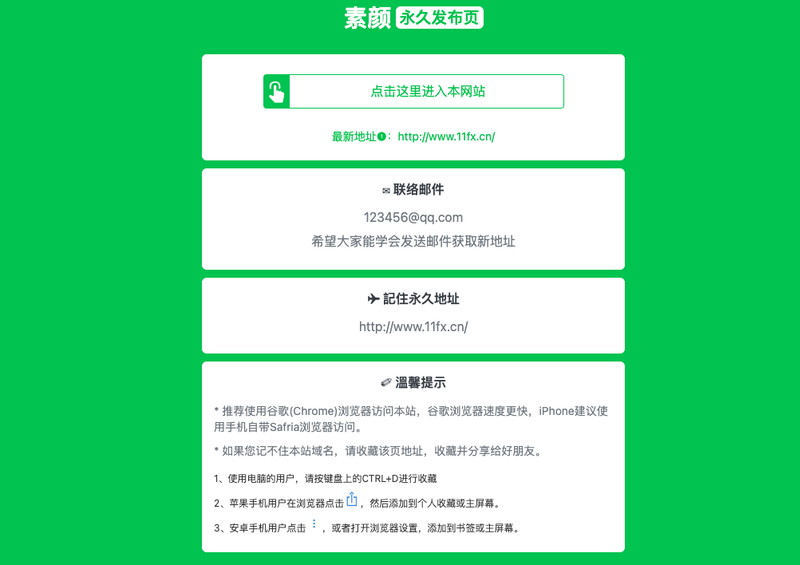 素颜 永久发布页
点击这里进入本网站
最新地址❶：http://www.11fx.cn/
✉ 联络邮件
123456@qq.com
希望大家能学会发送邮件获取新地址
✈ 記住永久地址
http://www.11fx.cn/
✐ 溫馨提示
* 推荐使用谷歌(Chrome)浏览器访问本站，谷歌浏览器速度更快，iPhone建议使
用手机自带Safria浏览器访问。
* 如果您记不住本站域名，请收藏该页地址，收藏并分享给好朋友。
1、使用电脑的用户，请按键盘上的CTRL+D进行收藏
2、苹果手机用户在浏览器点击 ，然后添加到个人收藏或主屏幕。
3、安卓手机用户点击 ，或者打开浏览器设置，添加到书签或主屏幕。